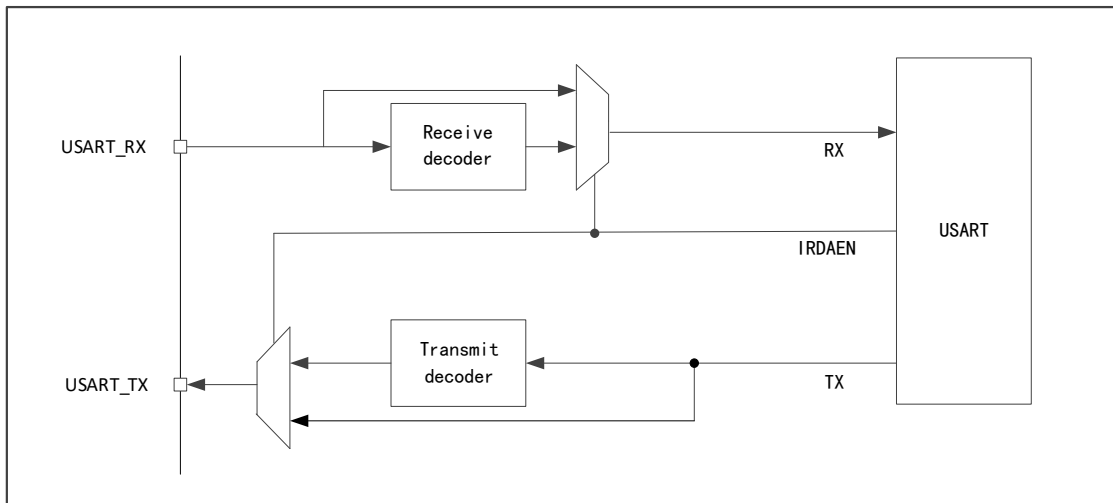 USART_RX
Receive
decoder
RX
USART
IRDAEN
Transmit
decoder
USART_TX
TX